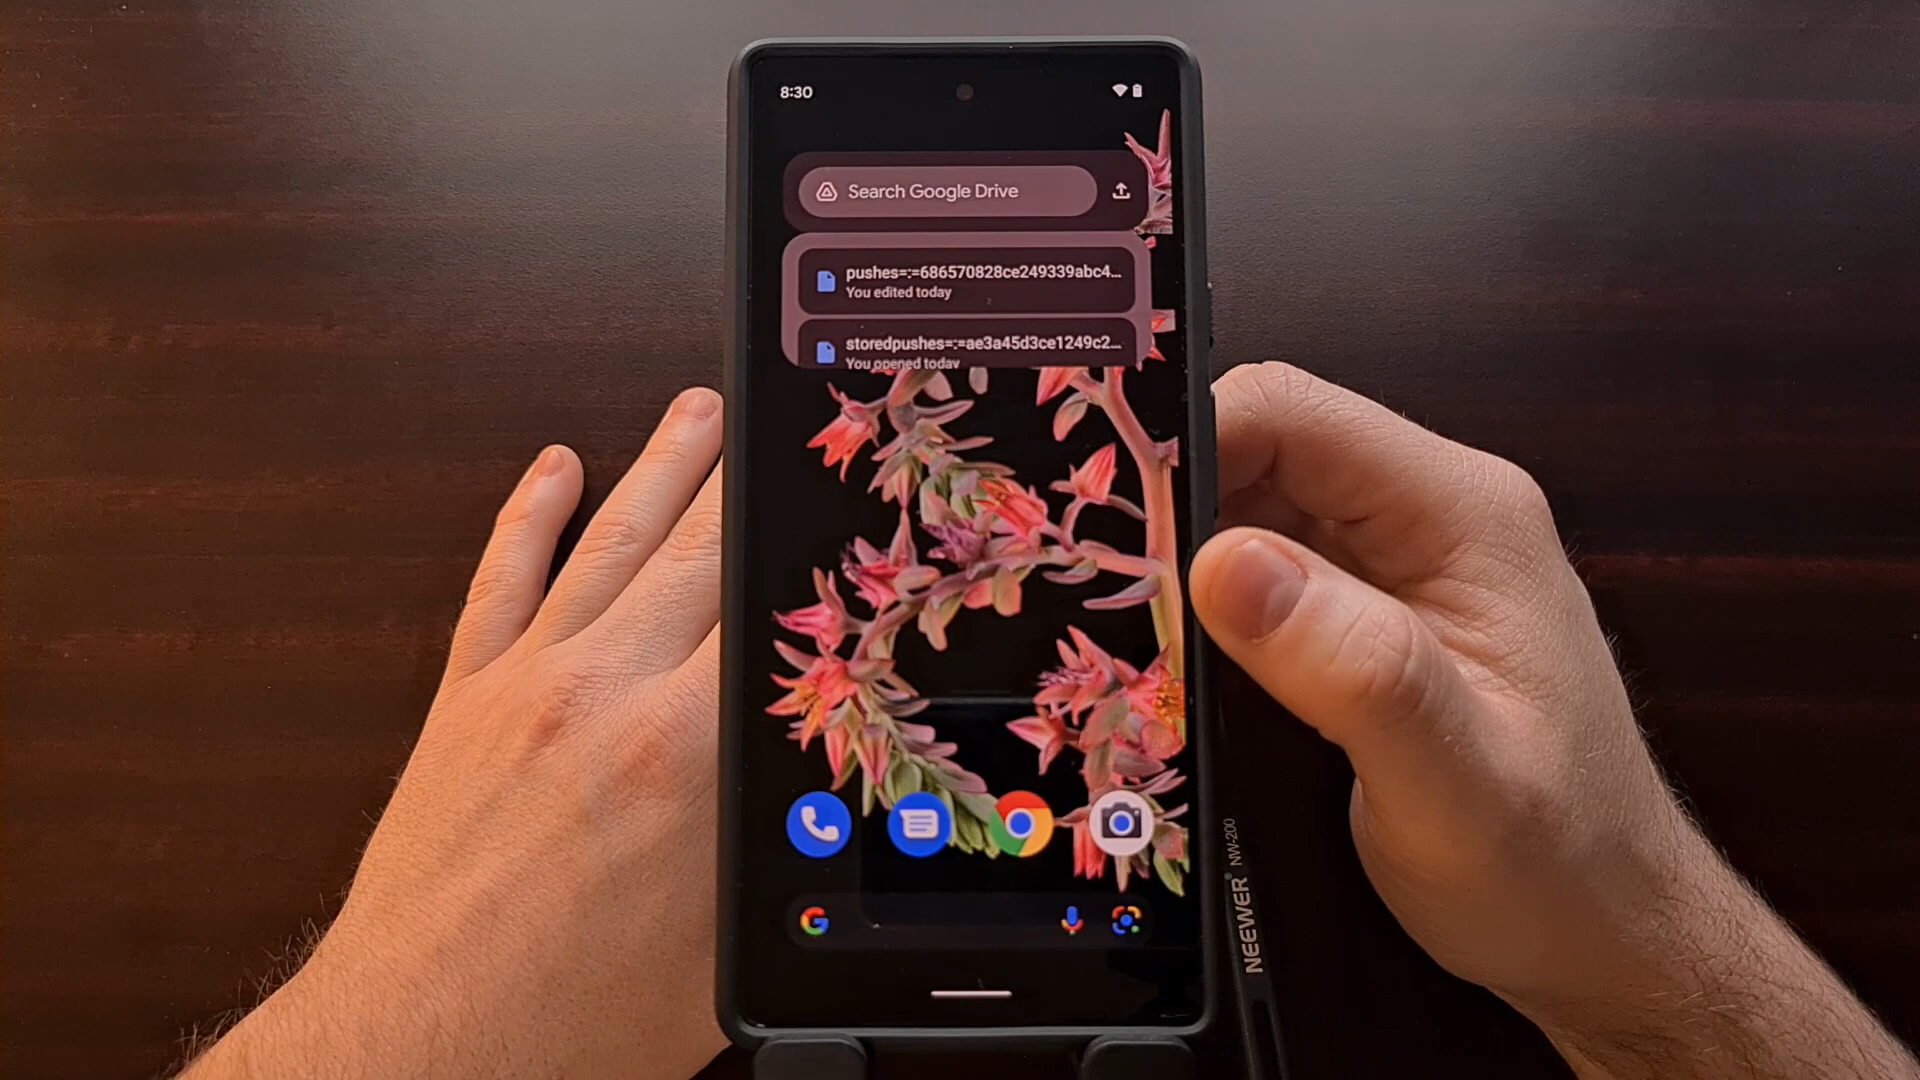 8:30
Search Google Drive
pushes=:=686570828ce249339abc4...
You edited today
storedpushes=:=ae3a45d3ce1249c2...
You opened today
NEEWER® NW-200